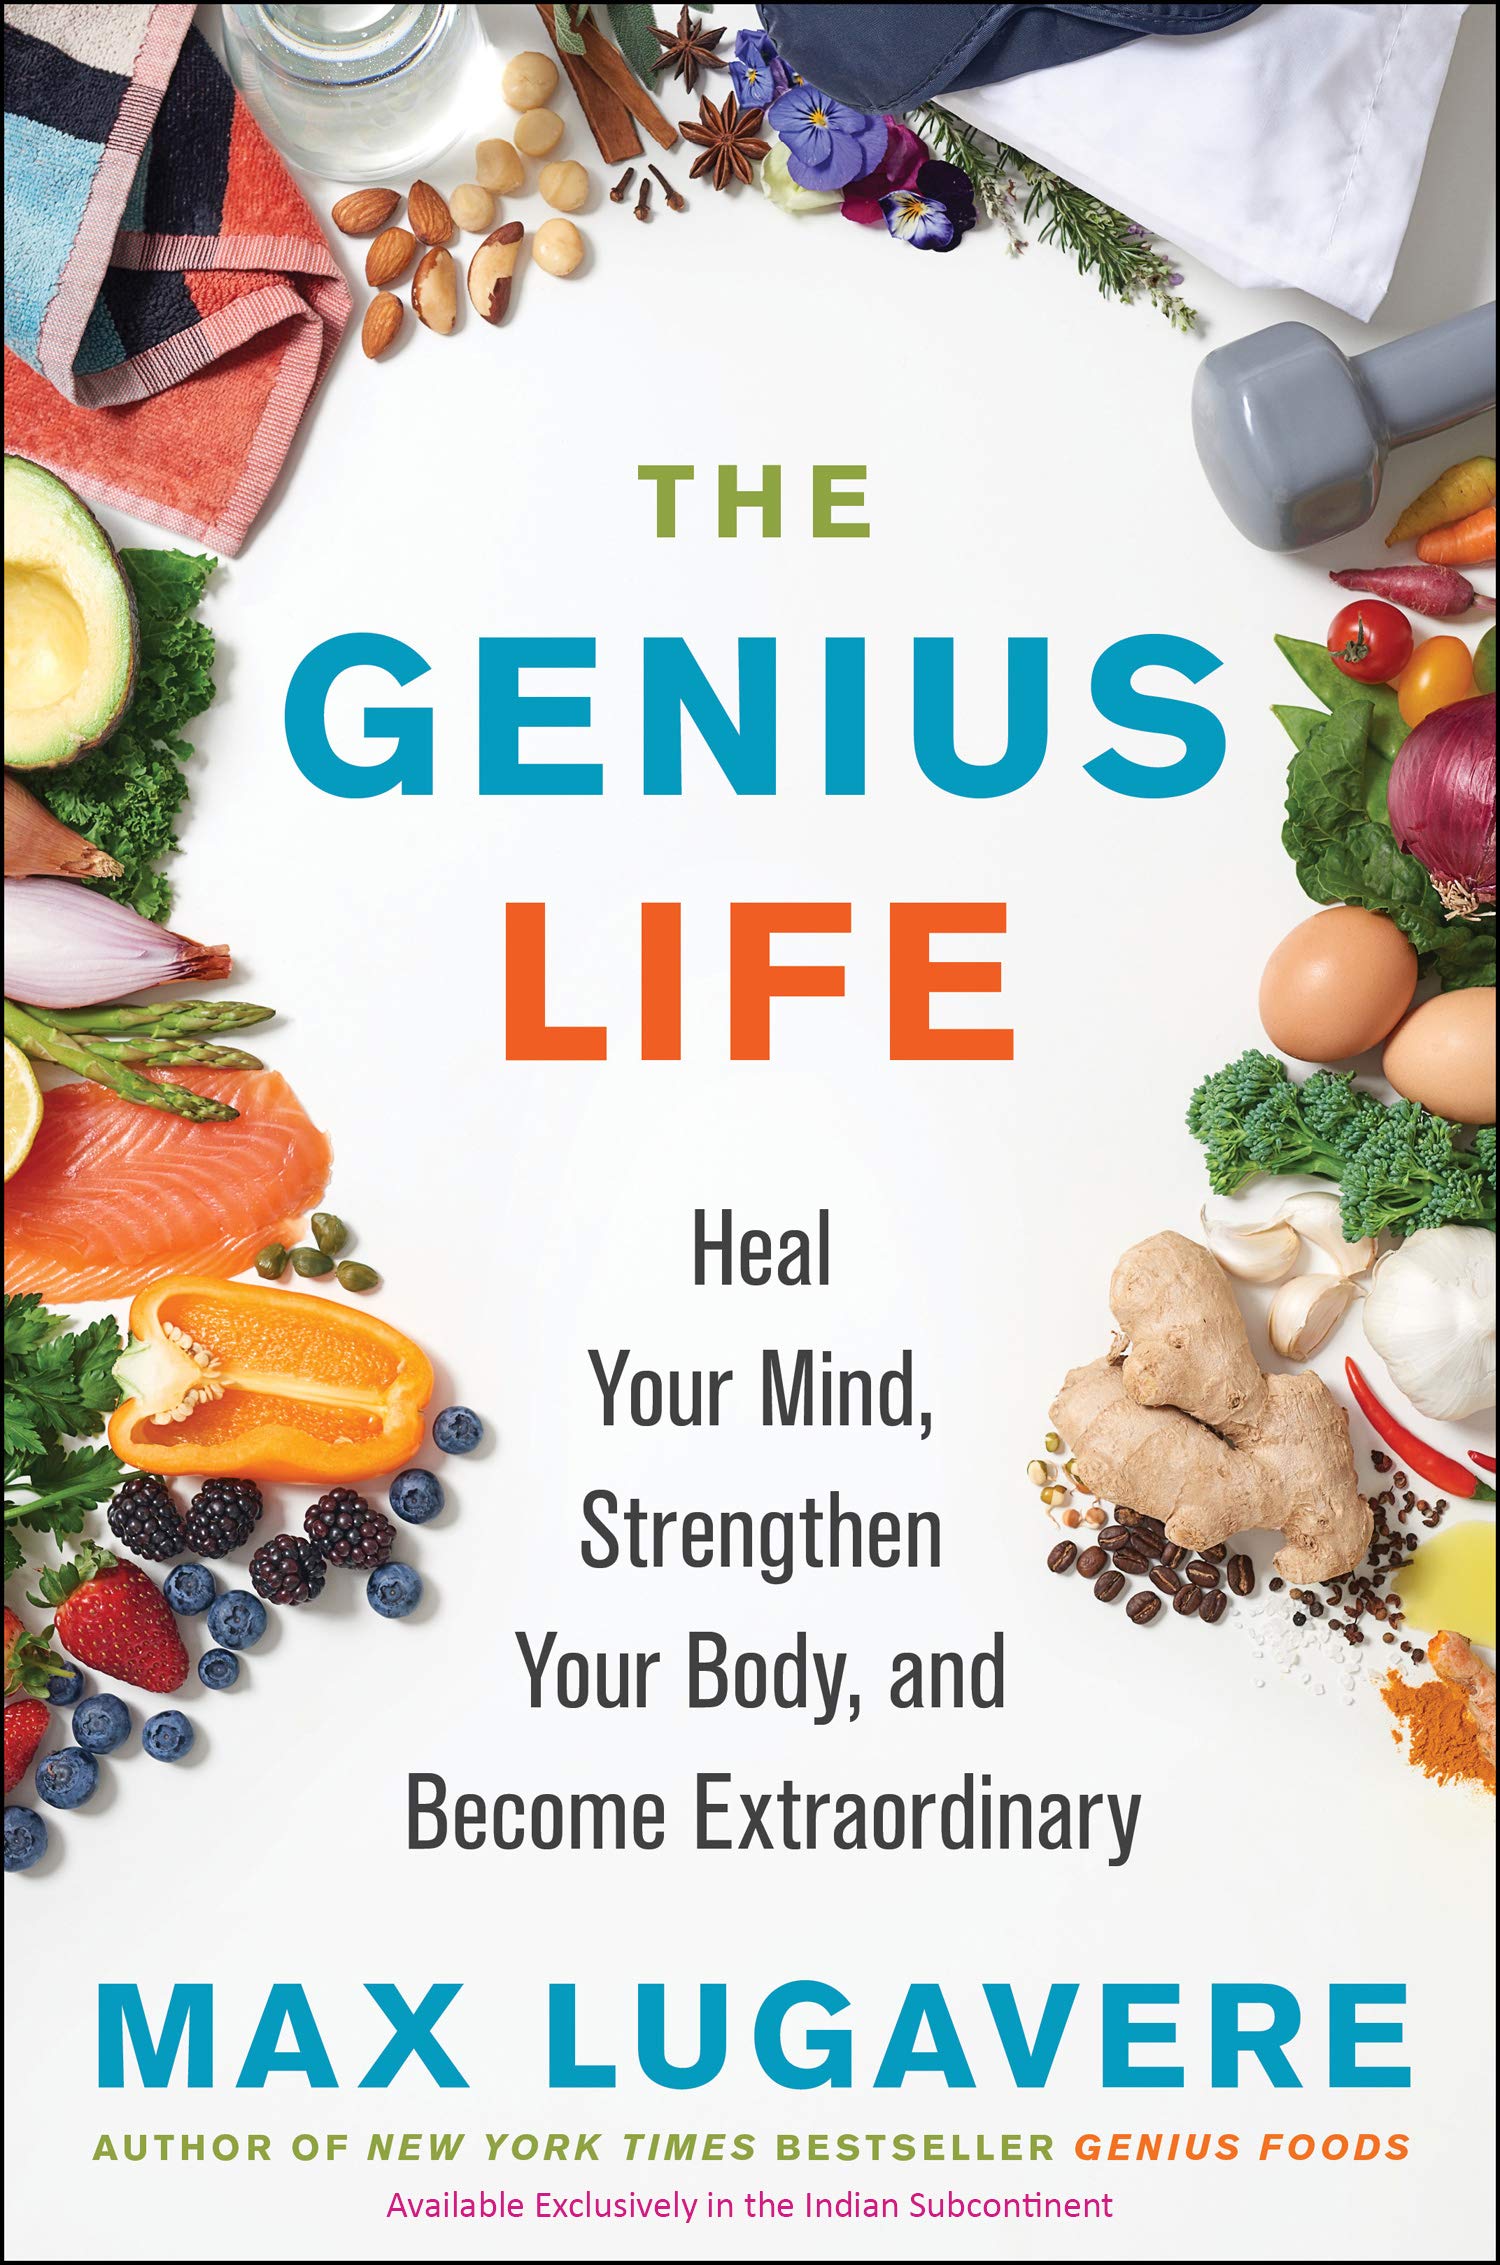 THE
GENIUS
LIFE
Heal
Your Mind,
Strengthen
Your Body, and
Become Extraordinary
MAX LUGAVERE
AUTHOR OF NEW YORK TIMES BESTSELLER GENIUS FOODS
Available Exclusively in the Indian Subcontinent